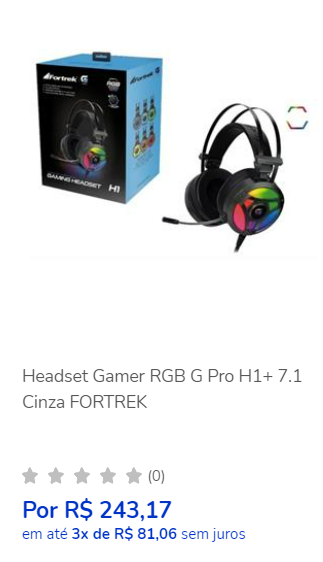 Fortrek G
RGB
GAMING HEADSET H1
Headset Gamer RGB G Pro H1+ 7.1
Cinza FORTREK
(0)
Por R$ 243,17
em até 3x de R$ 81,06 sem juros